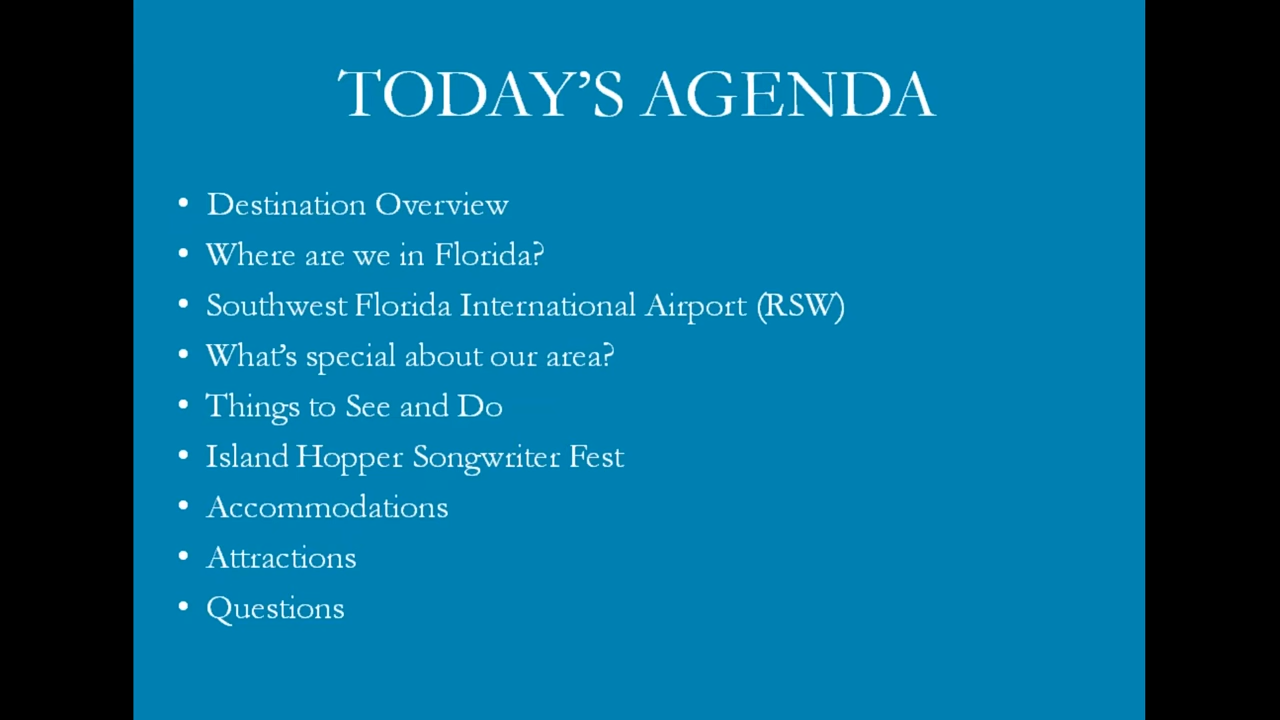 TODAY’S AGENDA
• Destination Overview
• Where are we in Florida?
• Southwest Florida International Airport (RSW)
• What’s special about our area?
• Things to See and Do
• Island Hopper Songwriter Fest
• Accommodations
• Attractions
• Questions